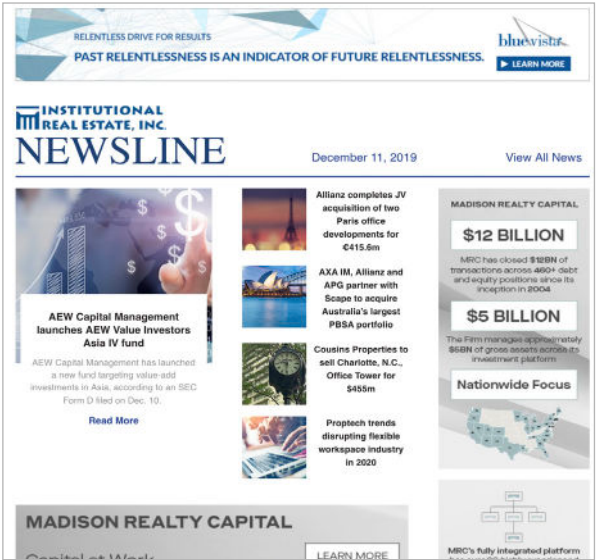 RELENTLESS DRIVE FOR RESULTS
PAST RELENTLESSNESS IS AN INDICATOR OF FUTURE RELENTLESSNESS.
bluevista
LEARN MORE
INSTITUTIONAL
REAL ESTATE, INC.
NEWSLINE
December 11, 2019
View All News
AEW Capital Management
launches AEW Value Investors
Asia IV fund
AEW Capital Management has launched
a new fund targeting value-add
investments in Asia, according to an SEC
Form D filed on Dec. 10.
Read More
Allianz completes JV
acquisition of two
Paris office
developments for
€415.6m
AXA IM, Allianz and
APG partner with
Scape to acquire
Australia's largest
PBSA portfolio
Cousins Properties to
sell Charlotte, N.C.,
Office Tower for
$455m
Proptech trends
disrupting flexible
workspace industry
in 2020
MADISON REALTY CAPITAL
$12 BILLION
MRC has closed $12BN of
transactions across 460+ debt
and equity positions since its
inception in 2004
$5 BILLION
The Firm manages approximately
$5BN of gross assets across its
investment platform
Nationwide Focus
MRC's fully integrated platform
MADISON REALTY CAPITAL
Capital at Work
LEARN MORE